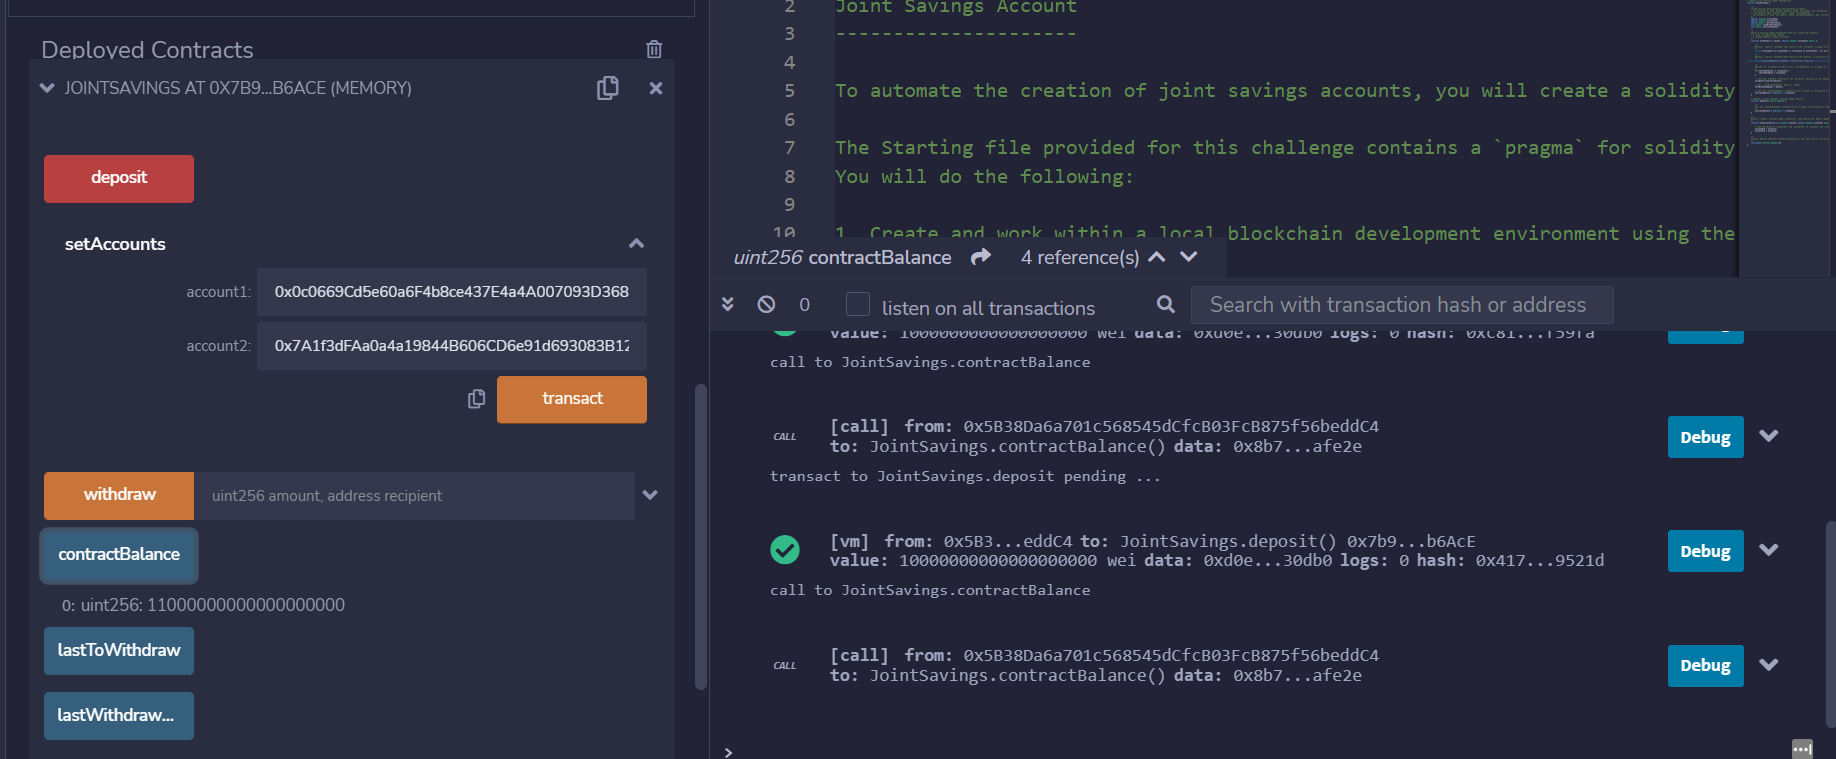 Deployed Contracts
JOINTSAVINGS AT 0X7B9...B6ACE (MEMORY)
deposit
setAccounts
account1: 0x0c0669Cd5e60a6F4b8ce437E4a4A007093D368
account2: 0x7A1f3dFAa0a4a19844B606CD6e91d693083B12
transact
withdraw uint256 amount, address recipient
contractBalance
0: uint256: 11000000000000000000
lastToWithdraw
lastWithdraw...
2 Joint Savings Account
3 ---------------------
4
5 To automate the creation of joint savings accounts, you will create a solidity
6
7 The Starting file provided for this challenge contains a `pragma` for solidity
8 You will do the following:
9
10 1. Create and work within a local blockchain development environment using the
uint256 contractBalance 4 reference(s)
0 listen on all transactions Search with transaction hash or address
value: 1000000000000000000 wei data: 0xd0e...30db0 logs: 0 hash: 0xc81...f59fa
call to JointSavings.contractBalance
CALL [call] from: 0x5B38Da6a701c568545dCfcB03FcB875f56beddC4
to: JointSavings.contractBalance() data: 0x8b7...afe2e
Debug
transact to JointSavings.deposit pending ...
[vm] from: 0x5B3...eddC4 to: JointSavings.deposit() 0x7b9...b6AcE
value: 10000000000000000000 wei data: 0xd0e...30db0 logs: 0 hash: 0x417...9521d
Debug
call to JointSavings.contractBalance
CALL [call] from: 0x5B38Da6a701c568545dCfcB03FcB875f56beddC4
to: JointSavings.contractBalance() data: 0x8b7...afe2e
Debug
>